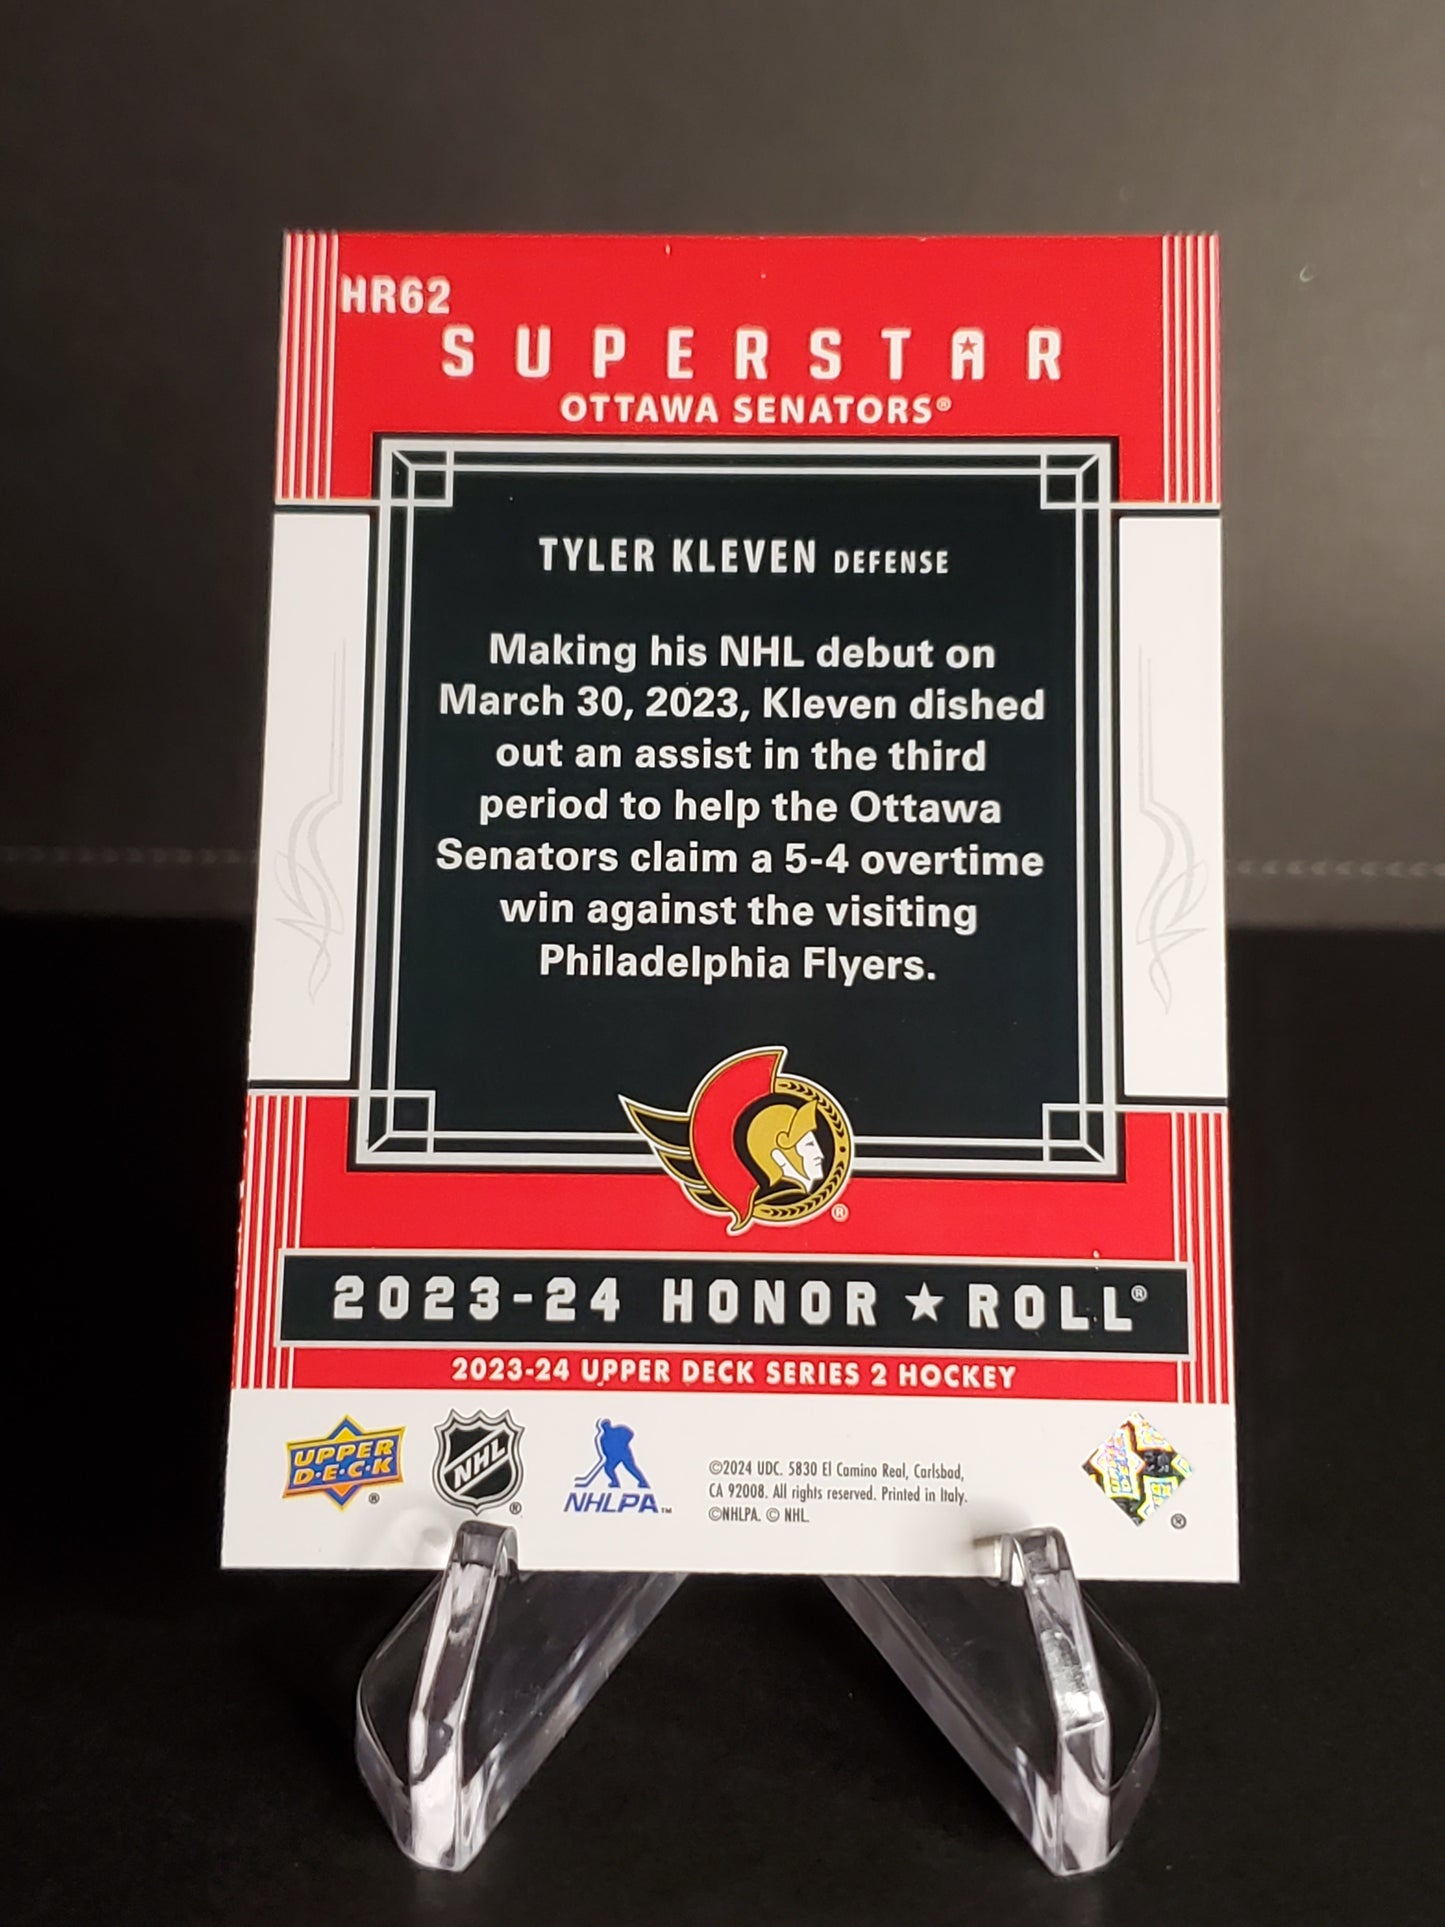 HR62
SUPERSTAR
OTTAWA SENATORS®
TYLER KLEVEN DEFENSE
Making his NHL debut on
March 30, 2023, Kleven dished
out an assist in the third
period to help the Ottawa
Senators claim a 5-4 overtime
win against the visiting
Philadelphia Flyers.
®
2023-24 HONOR ★ ROLL®
2023-24 UPPER DECK SERIES 2 HOCKEY
UPPER
D·E·C·K
®
NHL
®
NHLPA™
©2024 UDC. 5830 El Camino Real, Carlsbad,
CA 92008. All rights reserved. Printed in Italy.
©NHLPA. © NHL.
®